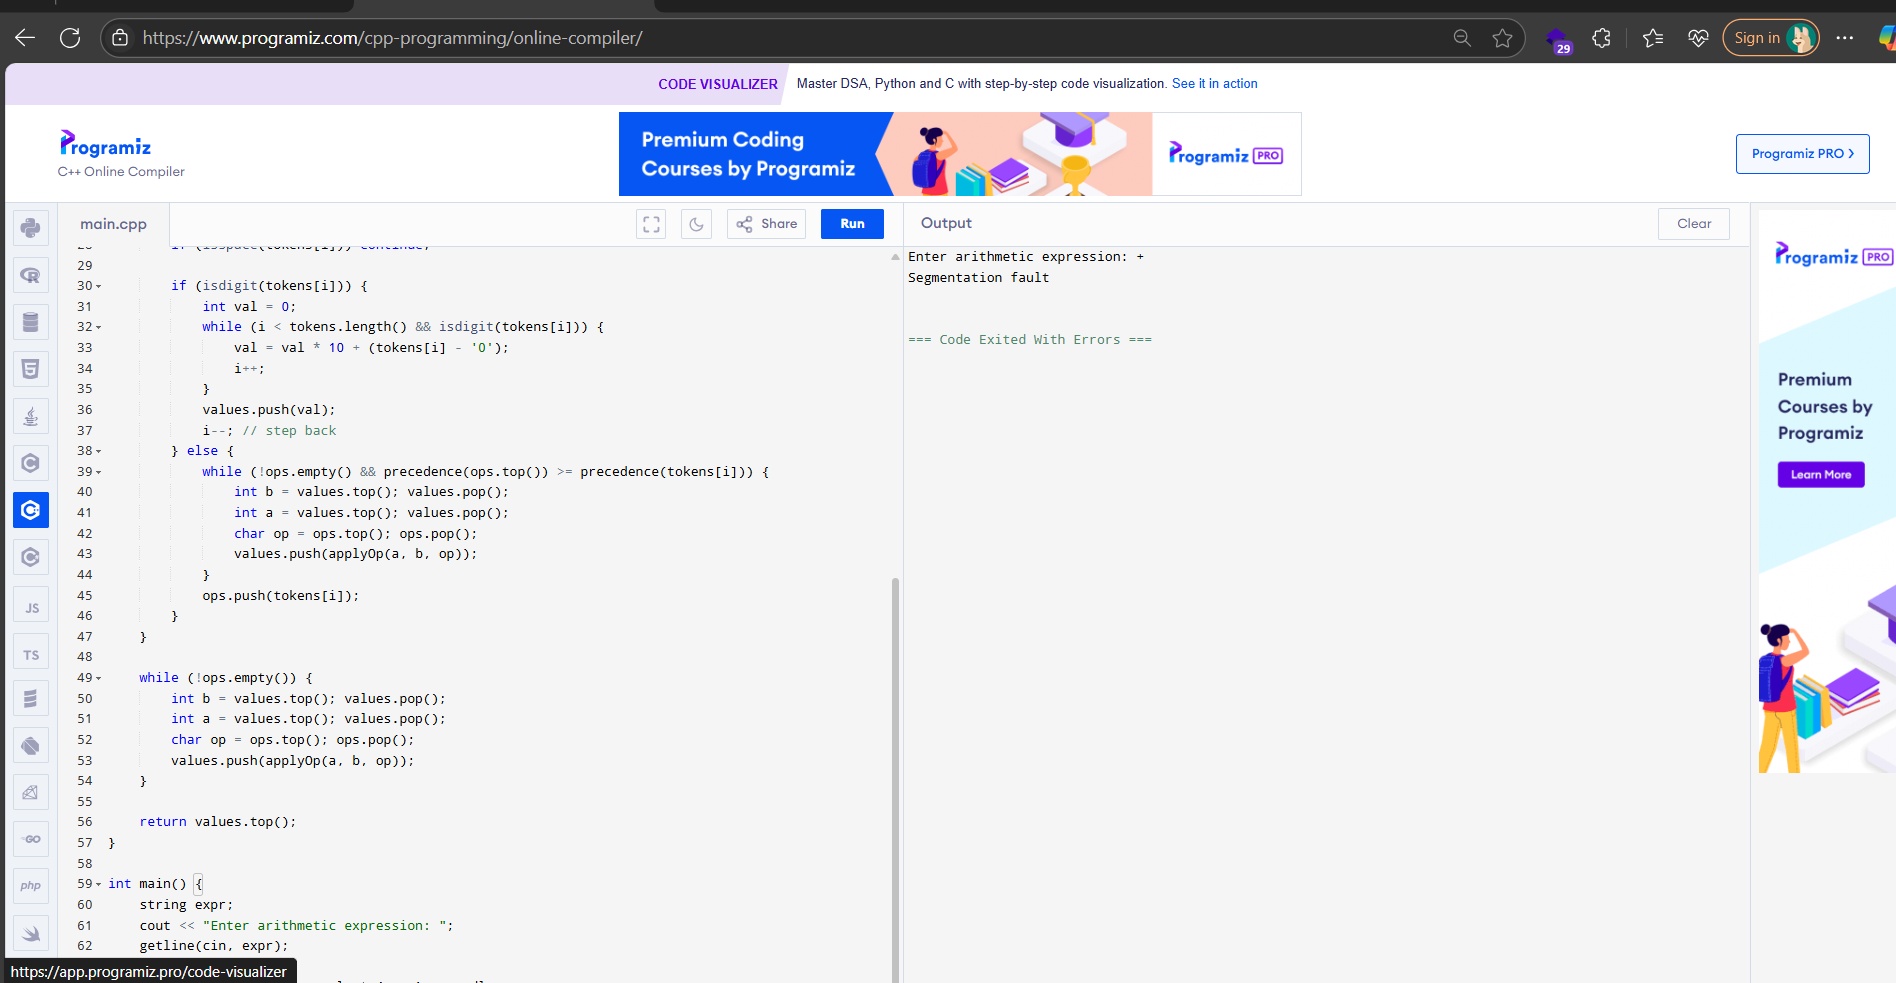 https://www.programiz.com/cpp-programming/online-compiler/
29
Sign in
CODE VISUALIZER
Master DSA, Python and C with step-by-step code visualization. See it in action
Programiz
C++ Online Compiler
Premium Coding
Courses by Programiz
Programiz PRO
Programiz PRO
main.cpp
Share
Run
Output
Clear
28 if (isspace(tokens[i])) continue;
29
30 if (isdigit(tokens[i])) {
31 int val = 0;
32 while (i < tokens.length() && isdigit(tokens[i])) {
33 val = val * 10 + (tokens[i] - '0');
34 i++;
35 }
36 values.push(val);
37 i--; // step back
38 } else {
39 while (!ops.empty() && precedence(ops.top()) >= precedence(tokens[i])) {
40 int b = values.top(); values.pop();
41 int a = values.top(); values.pop();
42 char op = ops.top(); ops.pop();
43 values.push(applyOp(a, b, op));
44 }
45 ops.push(tokens[i]);
46 }
47 }
48
49 while (!ops.empty()) {
50 int b = values.top(); values.pop();
51 int a = values.top(); values.pop();
52 char op = ops.top(); ops.pop();
53 values.push(applyOp(a, b, op));
54 }
55
56 return values.top();
57 }
58
59 int main() {
60 string expr;
61 cout << "Enter arithmetic expression: ";
62 getline(cin, expr);
Enter arithmetic expression: +
Segmentation fault
=== Code Exited With Errors ===
Programiz PRO
Premium
Courses by
Programiz
Learn More
JS
TS
GO
php
https://app.programiz.pro/code-visualizer